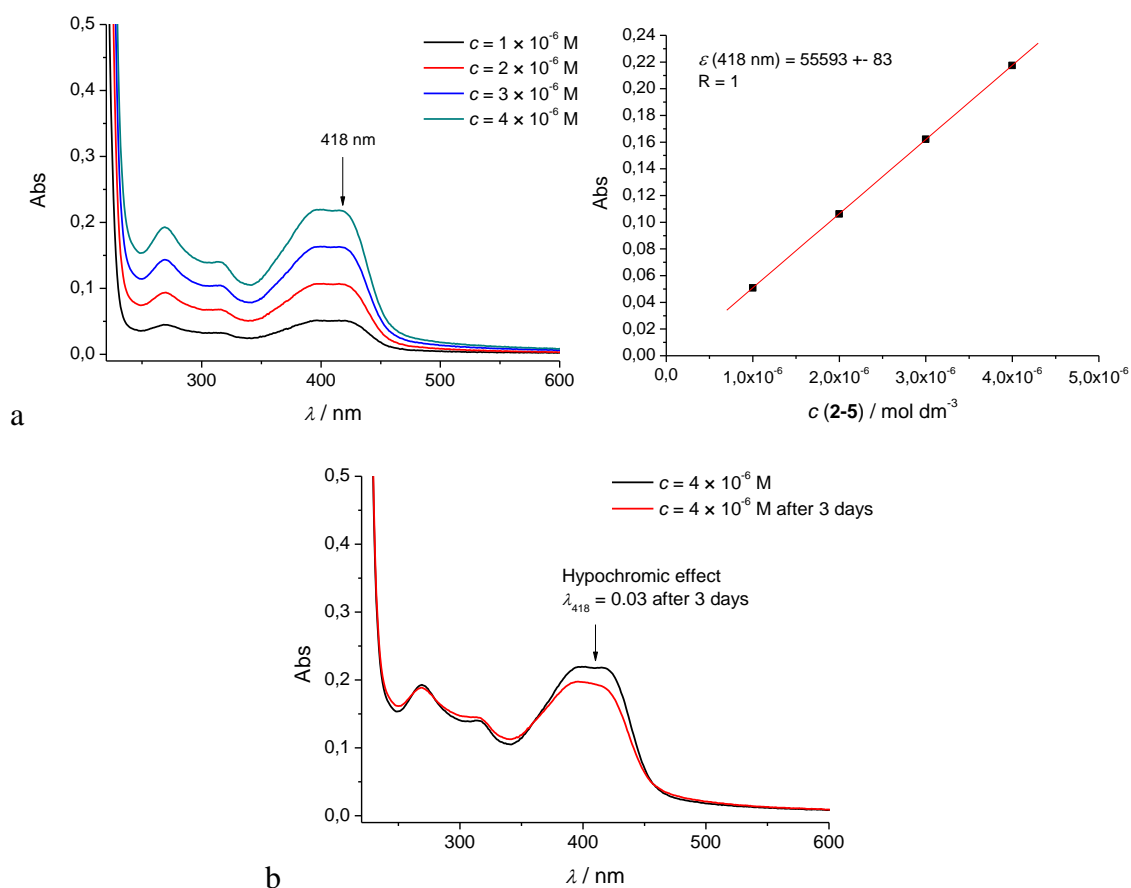 0,5
0,4
0,3
0,2
0,1
0,0
Abs
300
400
500
600
λ / nm
c = 1 × 10⁻⁶ M
c = 2 × 10⁻⁶ M
c = 3 × 10⁻⁶ M
c = 4 × 10⁻⁶ M
418 nm
a
0,24
0,22
0,20
0,18
0,16
0,14
0,12
0,10
0,08
0,06
0,04
0,02
0,00
Abs
ε (418 nm) = 55593 +- 83
R = 1
0,0
1,0x10⁻⁶
2,0x10⁻⁶
3,0x10⁻⁶
4,0x10⁻⁶
5,0x10⁻⁶
c (2-5) / mol dm⁻³
0,5
0,4
0,3
0,2
0,1
0,0
Abs
c = 4 × 10⁻⁶ M
c = 4 × 10⁻⁶ M after 3 days
Hypochromic effect
λ₄₁₈ = 0.03 after 3 days
300
400
500
600
λ / nm
b